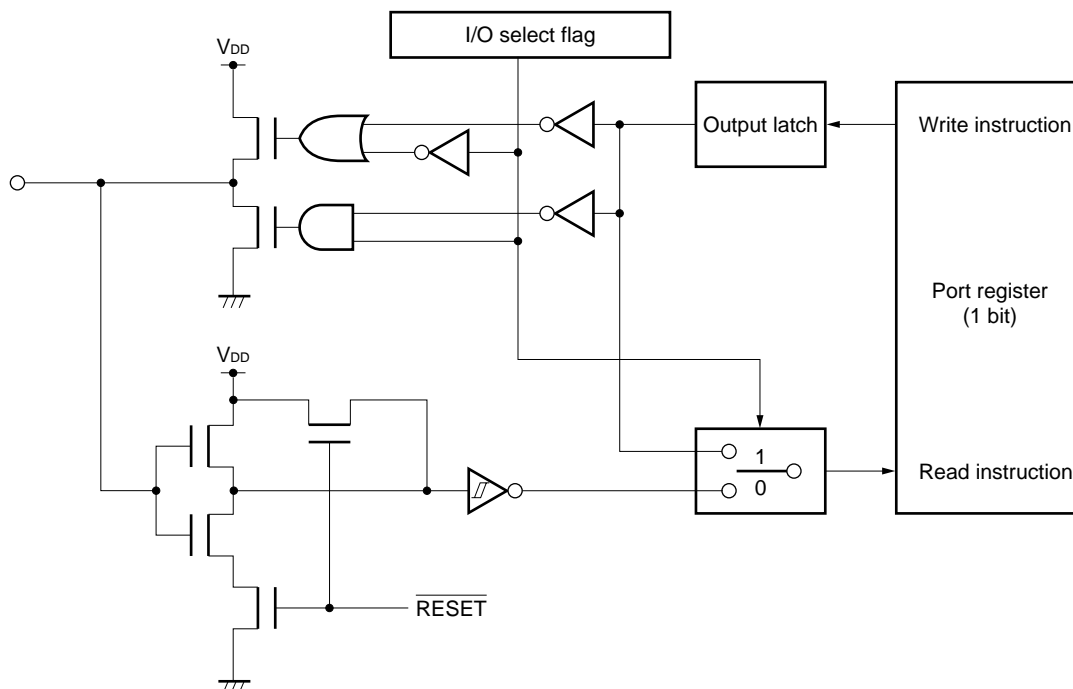 I/O select flag
VDD
Output latch
Write instruction
Port register
(1 bit)
VDD
1
0
Read instruction
RESET